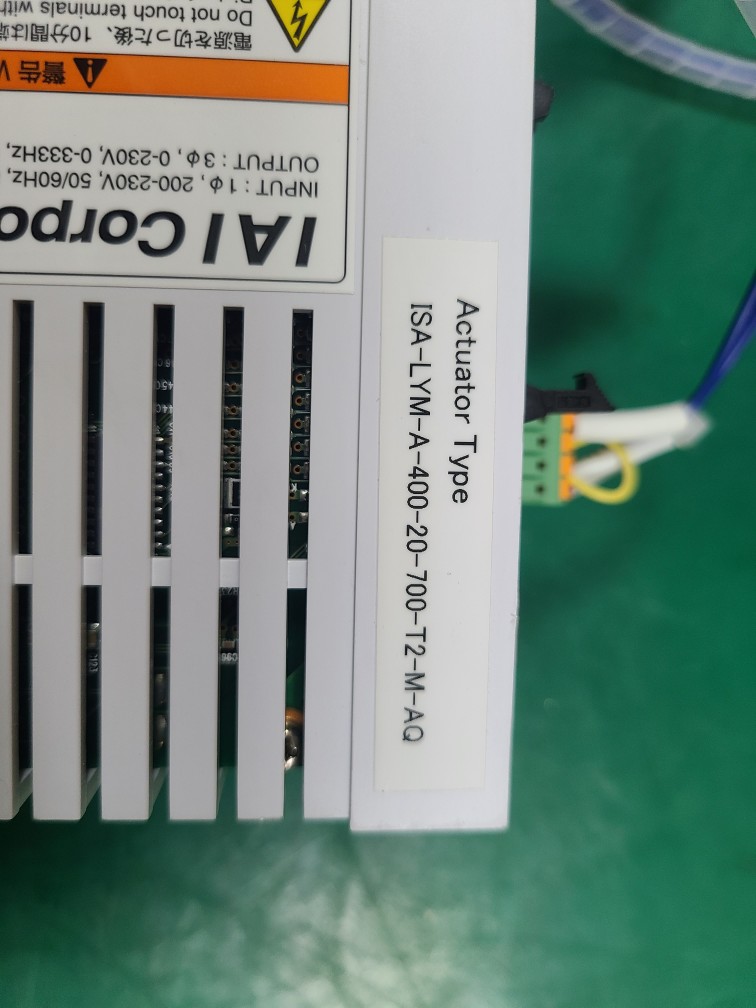 IAI Corpo
INPUT : 1φ, 200-230V, 50/60Hz,
OUTPUT : 3φ, 0-230V, 0-333Hz,
警告
電源を切った後、10分間は
Do not touch terminals with
Actuator Type
ISA-LYM-A-400-20-700-T2-M-AQ